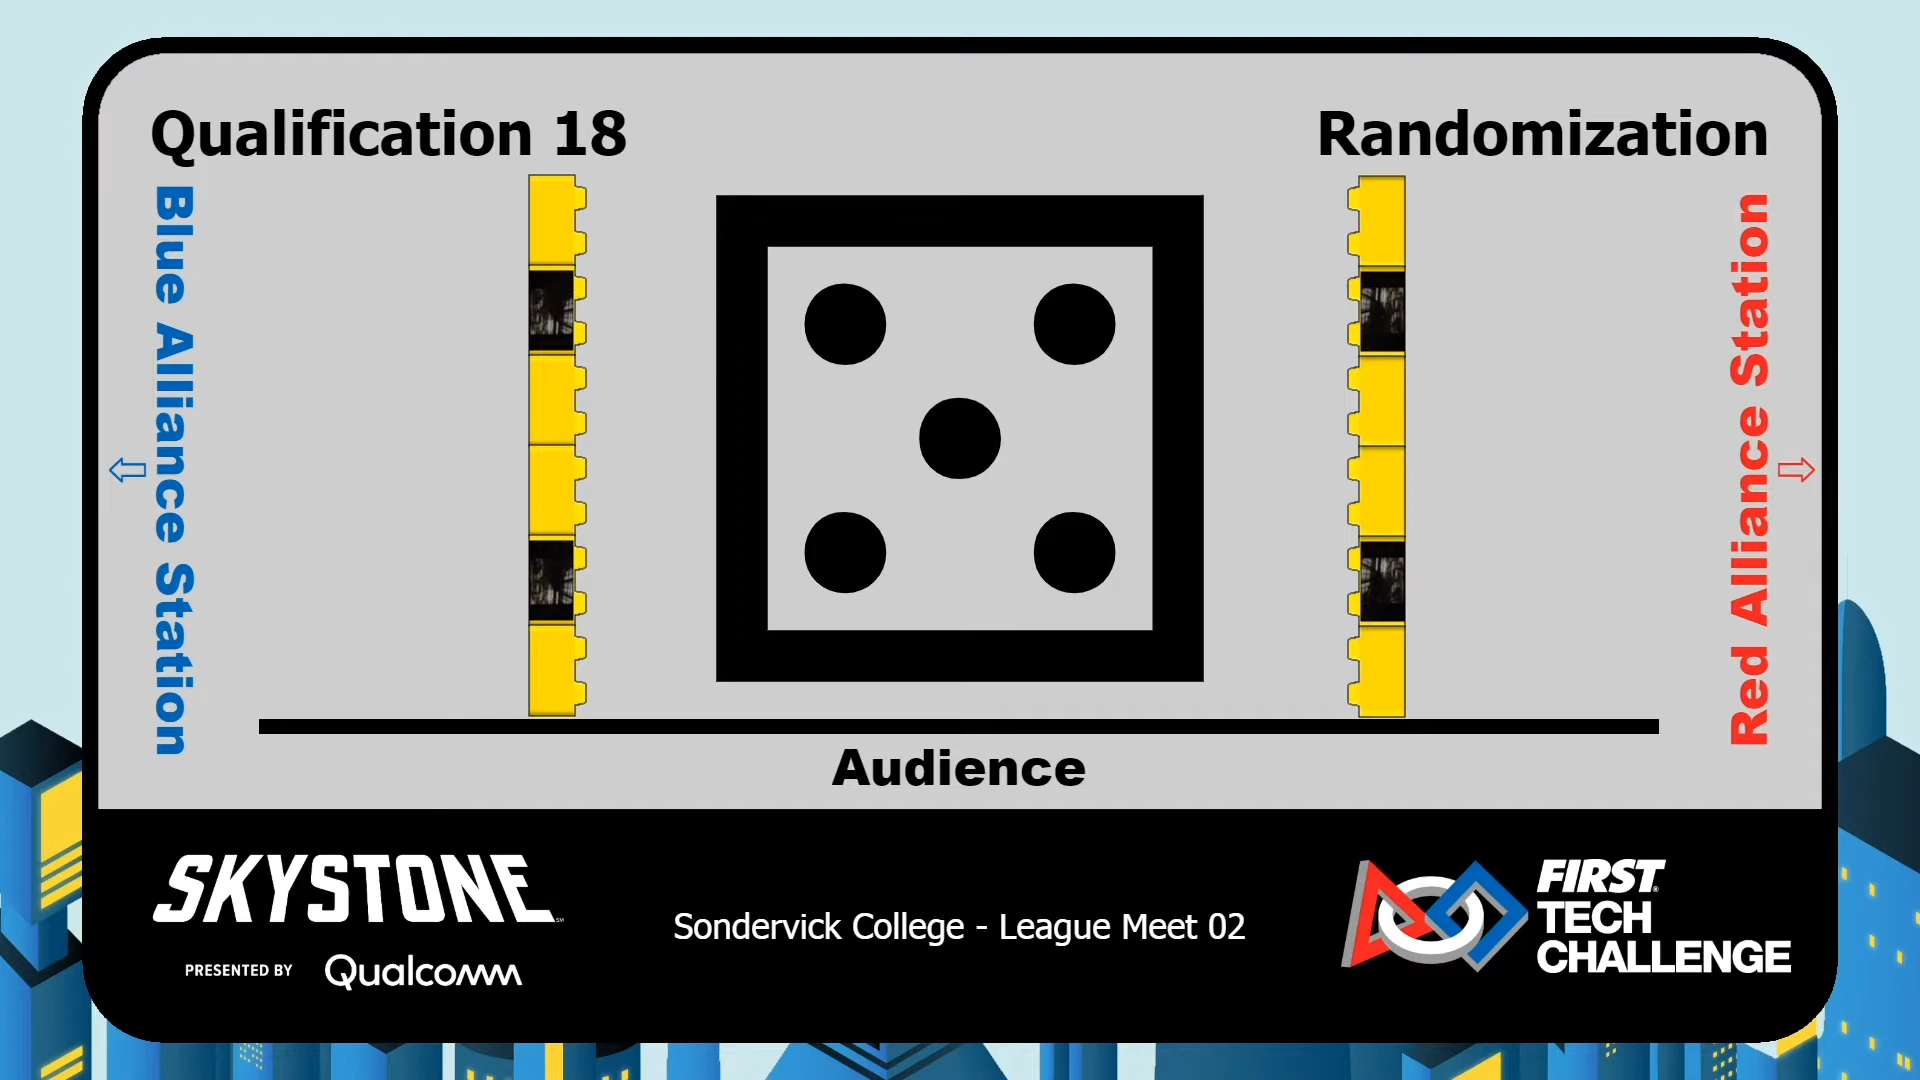 Qualification 18
Randomization
Blue Alliance Station
Red Alliance Station
Audience
SKYSTONE
PRESENTED BY Qualcomm
Sondervick College - League Meet 02
FIRST
TECH
CHALLENGE